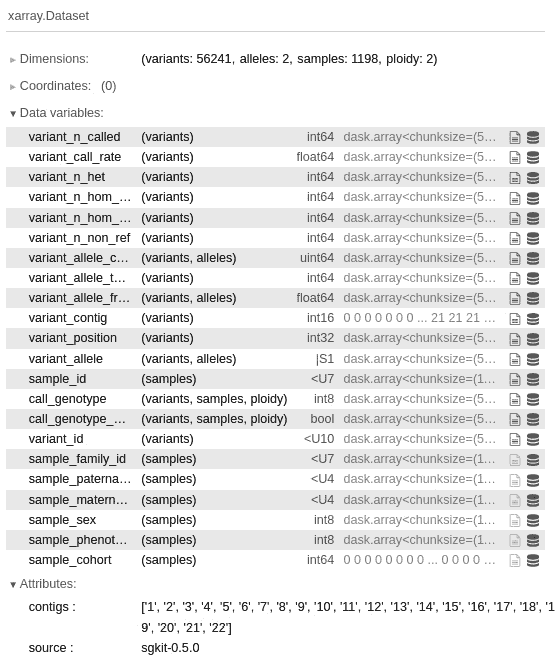 xarray.Dataset
► Dimensions: (variants: 56241, alleles: 2, samples: 1198, ploidy: 2)
► Coordinates: (0)
▼ Data variables:
variant_n_called (variants) int64 dask.array<chunksize=(5...
variant_call_rate (variants) float64 dask.array<chunksize=(5...
variant_n_het (variants) int64 dask.array<chunksize=(5...
variant_n_hom_... (variants) int64 dask.array<chunksize=(5...
variant_n_hom_... (variants) int64 dask.array<chunksize=(5...
variant_n_non_ref (variants) int64 dask.array<chunksize=(5...
variant_allele_c... (variants, alleles) uint64 dask.array<chunksize=(5...
variant_allele_t... (variants) int64 dask.array<chunksize=(5...
variant_allele_fr... (variants, alleles) float64 dask.array<chunksize=(5...
variant_contig (variants) int16 0 0 0 0 0 0 0 ... 21 21 21 ...
variant_position (variants) int32 dask.array<chunksize=(5...
variant_allele (variants, alleles) |S1 dask.array<chunksize=(5...
sample_id (samples) <U7 dask.array<chunksize=(1...
call_genotype (variants, samples, ploidy) int8 dask.array<chunksize=(5...
call_genotype_... (variants, samples, ploidy) bool dask.array<chunksize=(5...
variant_id (variants) <U10 dask.array<chunksize=(5...
sample_family_id (samples) <U7 dask.array<chunksize=(1...
sample_paterna... (samples) <U4 dask.array<chunksize=(1...
sample_matern... (samples) <U4 dask.array<chunksize=(1...
sample_sex (samples) int8 dask.array<chunksize=(1...
sample_phenot... (samples) int8 dask.array<chunksize=(1...
sample_cohort (samples) int64 0 0 0 0 0 0 0 0 ... 0 0 0 0 ...
▼ Attributes:
contigs : ['1', '2', '3', '4', '5', '6', '7', '8', '9', '10', '11', '12', '13', '14', '15', '16', '17', '18', '1
9', '20', '21', '22']
source : sgkit-0.5.0